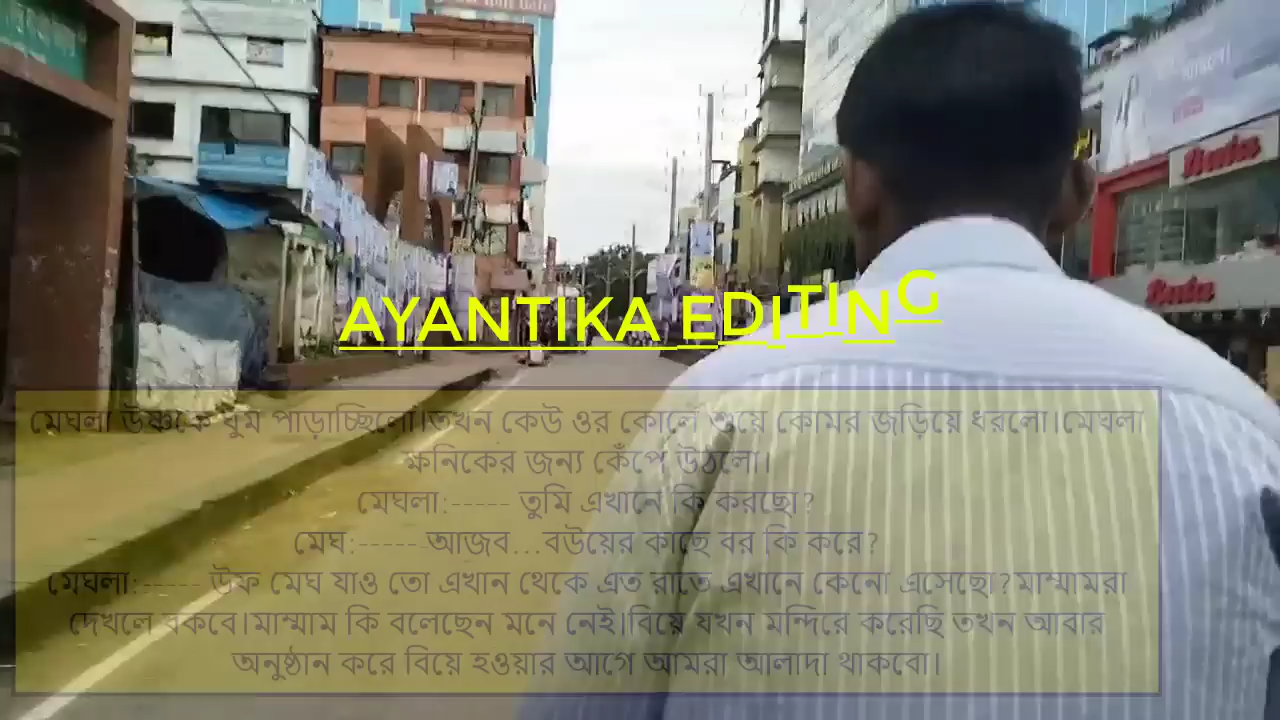 Bata
Bata
AYANTIKA EDITING
মেঘলা উষ্ণকে ঘুম পাড়াচ্ছিলো।তখন কেউ ওর কোলে শুয়ে কোমর জড়িয়ে ধরলো।মেঘলা
ক্ষনিকের জন্য কেঁপে উঠলো।
মেঘলা:----- তুমি এখানে কি করছো?
মেঘ:-----আজব...বউয়ের কাছে বর কি করে?
মেঘলা:----- উফ মেঘ যাও তো এখান থেকে এত রাতে এখানে কেনো এসেছো?মাম্মামরা
দেখলে বকবে।মাম্মাম কি বলেছেন মনে নেই।বিয়ে যখন মন্দিরে করেছি তখন আবার
অনুষ্ঠান করে বিয়ে হওয়ার আগে আমরা আলাদা থাকবো।